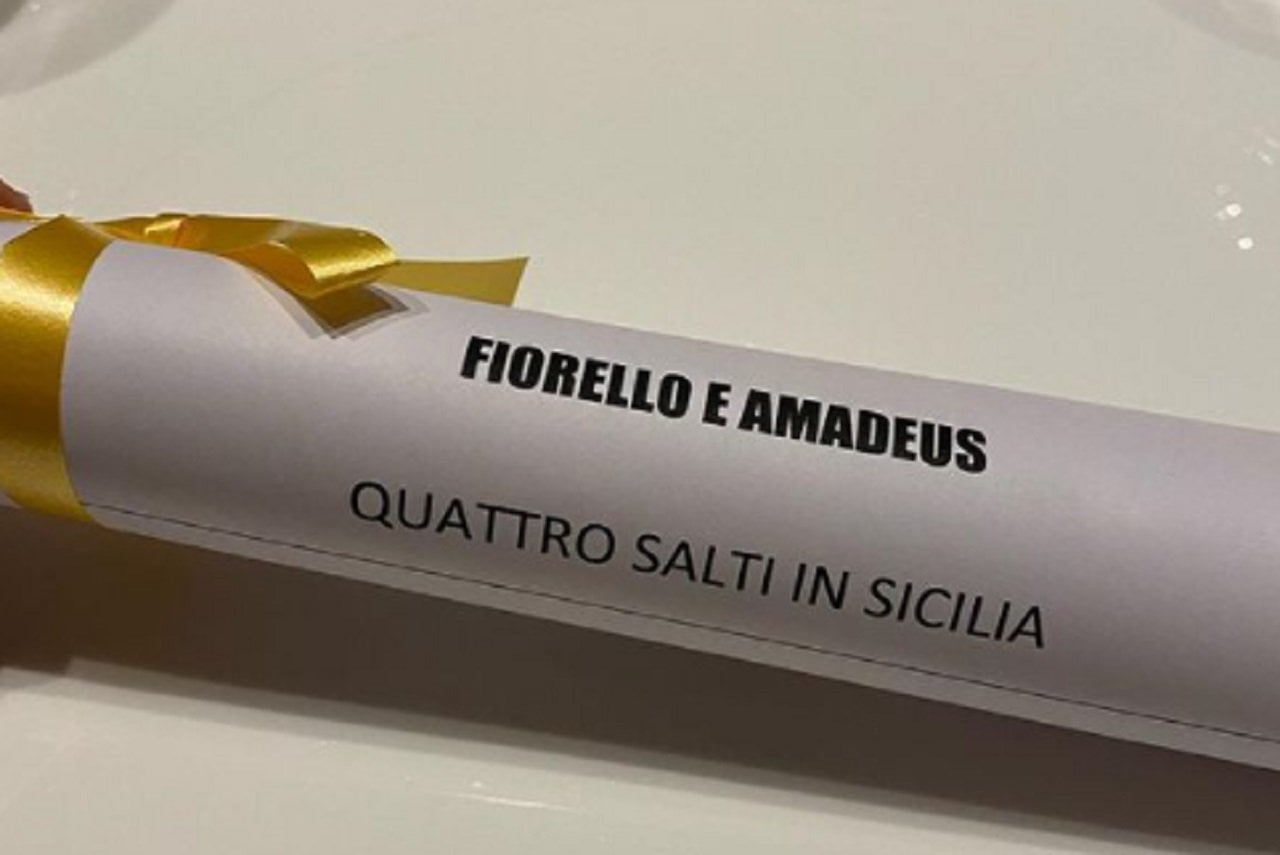 FIORELLO E AMADEUS
QUATTRO SALTI IN SICILIA